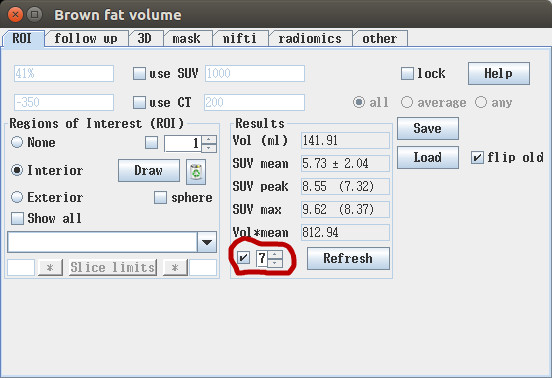 Brown fat volume
ROI follow up 3D mask nifti radiomics other
41% use SUV 1000 lock Help
-350 use CT 200 all average any
Regions of Interest (ROI)
None 1
Interior Draw
Exterior sphere
Show all
* Slice limits *
Results
Vol (ml) 141.91
SUV mean 5.73 ± 2.04
SUV peak 8.55 (7.32)
SUV max 9.62 (8.37)
Vol*mean 812.94
7 Refresh
Save
Load flip old